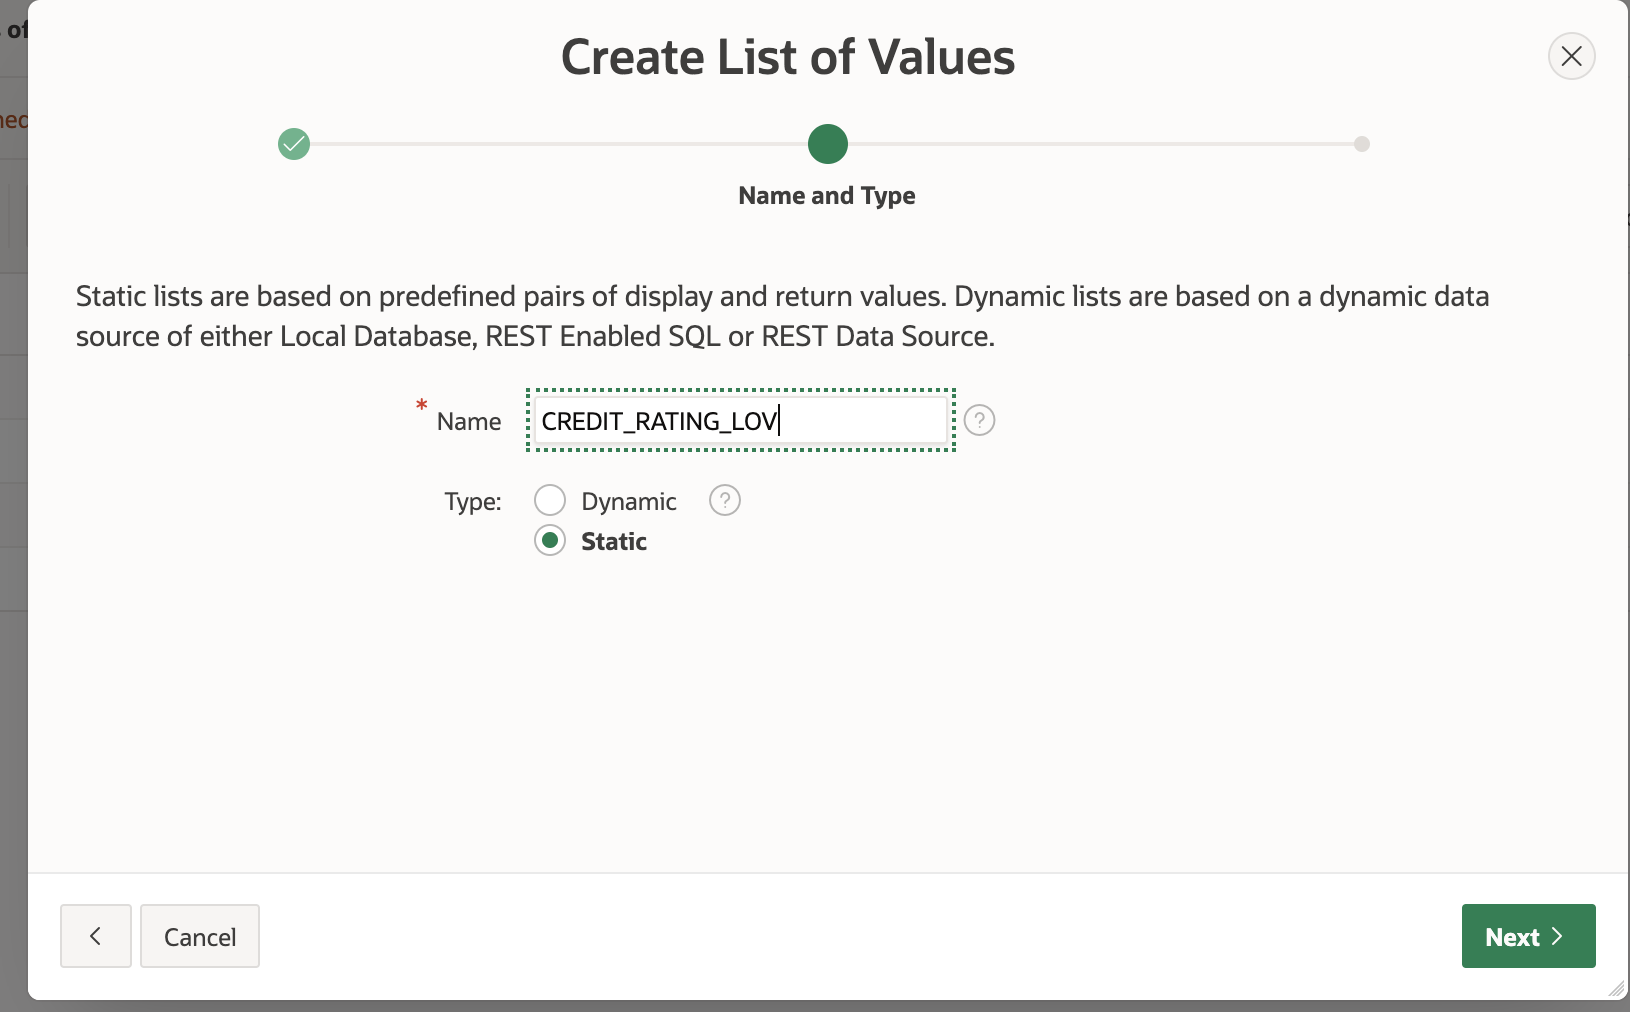 Create List of Values
Name and Type
Static lists are based on predefined pairs of display and return values. Dynamic lists are based on a dynamic data
source of either Local Database, REST Enabled SQL or REST Data Source.
* Name CREDIT_RATING_LOV ?
Type: Dynamic ?
Static
Cancel
Next
of